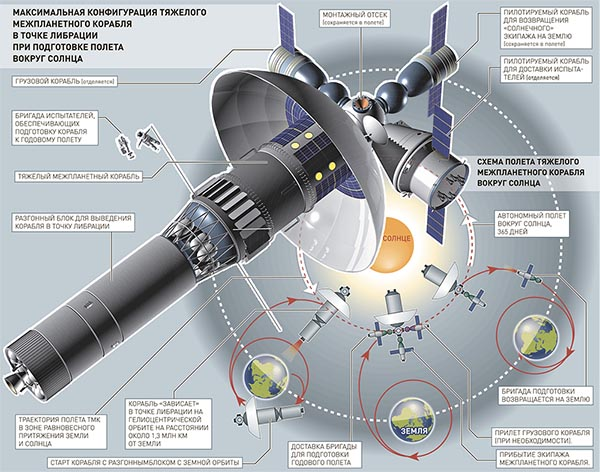 МАКСИМАЛЬНАЯ КОНФИГУРАЦИЯ ТЯЖЕЛОГО
МЕЖПЛАНЕТНОГО КОРАБЛЯ
В ТОЧКЕ ЛИБРАЦИИ
ПРИ ПОДГОТОВКЕ ПОЛЕТА
ВОКРУГ СОЛНЦА
МОНТАЖНЫЙ ОТСЕК
(сохраняется в полете)
ПИЛОТИРУЕМЫЙ КОРАБЛЬ
ДЛЯ ВОЗВРАЩЕНИЯ
«СОЛНЕЧНОГО»
ЭКИПАЖА НА ЗЕМЛЮ
(сохраняется в полете)
ПИЛОТИРУЕМЫЙ КОРАБЛЬ
ДЛЯ ДОСТАВКИ ИСПЫТА-
ТЕЛЕЙ (отделяется)
ГРУЗОВОЙ КОРАБЛЬ (отделяется)
БРИГАДА ИСПЫТАТЕЛЕЙ,
ОБЕСПЕЧИВАЮЩИХ
ПОДГОТОВКУ КОРАБЛЯ
К ГОДОВОМУ ПОЛЕТУ
ТЯЖЕЛЫЙ МЕЖПЛАНЕТНЫЙ КОРАБЛЬ
РАЗГОННЫЙ БЛОК ДЛЯ ВЫВЕДЕНИЯ
КОРАБЛЯ В ТОЧКУ ЛИБРАЦИИ
СХЕМА ПОЛЕТА ТЯЖЕЛОГО
МЕЖПЛАНЕТНОГО КОРАБЛЯ
ВОКРУГ СОЛНЦА
АВТОНОМНЫЙ ПОЛЕТ
ВОКРУГ СОЛНЦА,
365 ДНЕЙ
СОЛНЦЕ
ЗЕМЛЯ
ТРАЕКТОРИЯ ПОЛЕТА ТМК
В ЗОНЕ РАВНОВЕСНОГО
ПРИТЯЖЕНИЯ ЗЕМЛИ
И СОЛНЦА
КОРАБЛЬ «ЗАВИСАЕТ»
В ТОЧКЕ ЛИБРАЦИИ НА
ГЕЛИОЦЕНТРИЧЕСКОЙ
ОРБИТЕ НА РАССТОЯНИИ
ОКОЛО 1,3 МЛН КМ
ОТ ЗЕМЛИ
СТАРТ КОРАБЛЯ С РАЗГОННЫМБЛОКОМ С ЗЕМНОЙ ОРБИТЫ
ДОСТАВКА БРИГАДЫ
ДЛЯ ПОДГОТОВКИ
ГОДОВОГО ПОЛЕТА
БРИГАДА ПОДГОТОВКИ
ВОЗВРАЩАЕТСЯ НА ЗЕМЛЮ
ПРИЛЕТ ГРУЗОВОГО КОРАБЛЯ
(ПРИ НЕОБХОДИМОСТИ).
ПРИБЫТИЕ ЭКИПАЖА
МЕЖПЛАНЕТНОГО КОРАБЛЯ